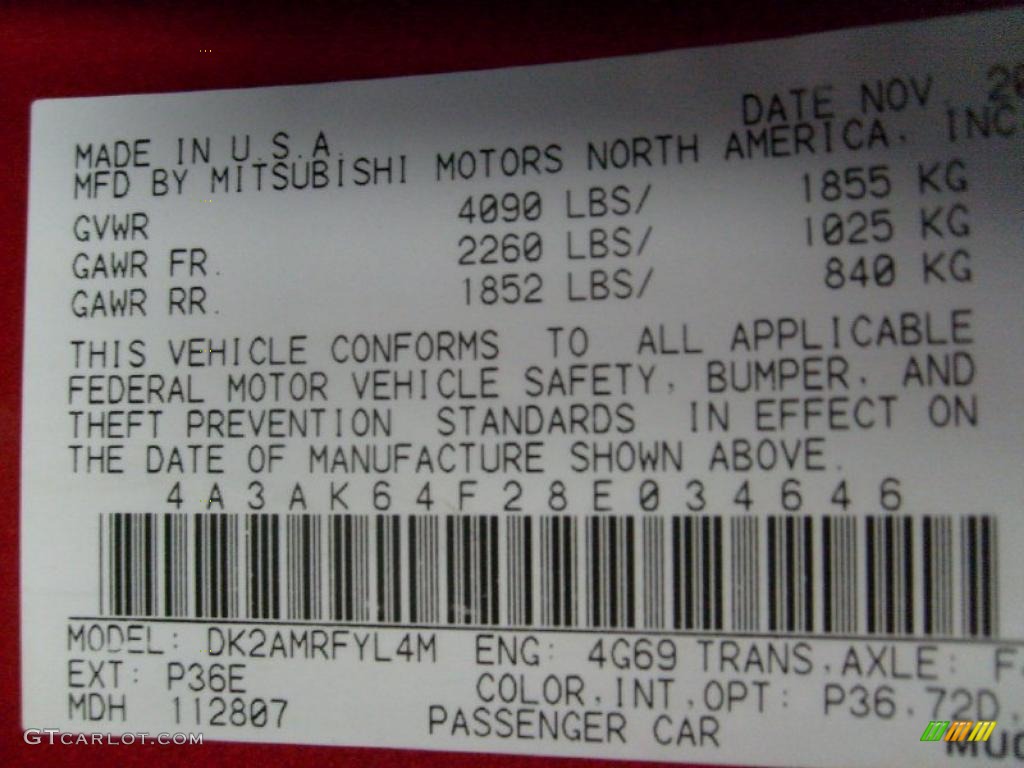 DATE NOV. 20
MADE IN U.S.A.
MFD BY MITSUBISHI MOTORS NORTH AMERICA, INC
GVWR 4090 LBS/ 1855 KG
GAWR FR. 2260 LBS/ 1025 KG
GAWR RR. 1852 LBS/ 840 KG
THIS VEHICLE CONFORMS TO ALL APPLICABLE
FEDERAL MOTOR VEHICLE SAFETY, BUMPER, AND
THEFT PREVENTION STANDARDS IN EFFECT ON
THE DATE OF MANUFACTURE SHOWN ABOVE.
4A3AK64F28E034646
MODEL: DK2AMRFYL4M ENG: 4G69 TRANS,AXLE: F4
EXT: P36E COLOR,INT,OPT: P36,72D,
MDH 112807 PASSENGER CAR
GTCARLOT.COM